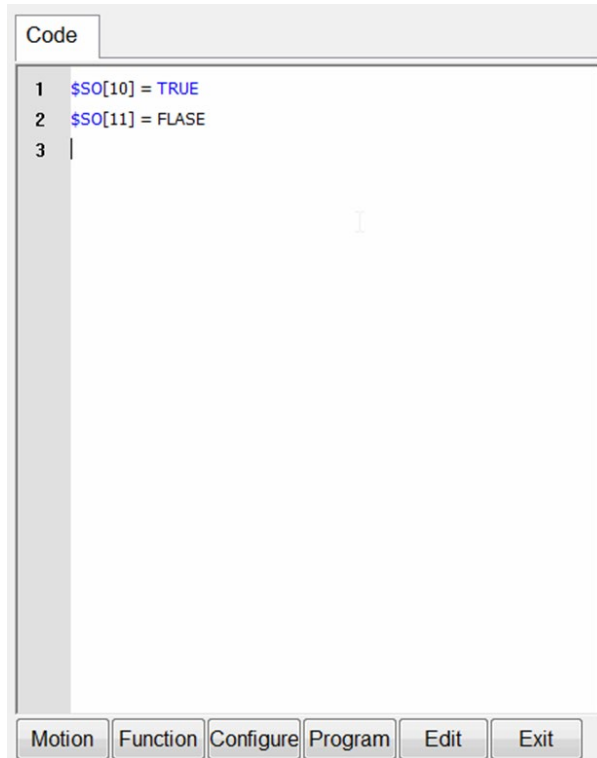 Code
1 $SO[10] = TRUE
2 $SO[11] = FLASE
3
Motion Function Configure Program Edit Exit